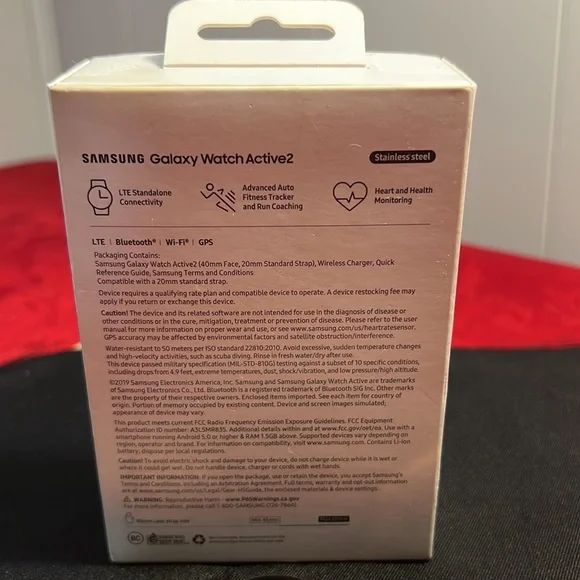 SAMSUNG Galaxy Watch Active2
Stainless steel
LTE Standalone
Connectivity
Advanced Auto
Fitness Tracker
and Run Coaching
Heart and Health
Monitoring
LTE | Bluetooth® | Wi-Fi® | GPS
Packaging Contains:
Samsung Galaxy Watch Active2 (40mm Face, 20mm Standard Strap), Wireless Charger, Quick
Reference Guide, Samsung Terms and Conditions
Compatible with a 20mm standard strap.
Device requires a qualifying rate plan and compatible device to operate. A device restocking fee may
apply if you return or exchange this device.
Caution! The device and its related software are not intended for use in the diagnosis of disease or
other conditions or in the cure, mitigation, treatment or prevention of disease. Please refer to the user
manual for more information on proper wear and use, or see www.samsung.com/us/heartratesensor.
GPS accuracy may be affected by environmental factors and satellite obstruction/interference.
Water-resistant to 50 meters per ISO standard 22810:2010. Avoid excessive, sudden temperature changes
and high-velocity activities, such as scuba diving. Rinse in fresh water/dry after use.
This device passed military specification (MIL-STD-810G) testing against a subset of 10 specific conditions,
including drops from 4.9 feet, extreme temperatures, dust, shock/vibration, and low pressure/high altitude.
©2019 Samsung Electronics America, Inc. Samsung and Samsung Galaxy Watch Active are trademarks
of Samsung Electronics Co., Ltd. Bluetooth is a registered trademark of Bluetooth SIG Inc. Other marks
are the property of their respective owners. Enclosed items imported. See each item for country of
origin. Portion of memory occupied by existing content. Device and screen images simulated;
appearance of device may vary.
This product meets current FCC Radio Frequency Emission Exposure Guidelines. FCC Equipment
Authorization ID number: A3LSMR835. Additional details within and at www.fcc.gov/oet/ea. Use with a
smartphone running Android 5.0 or higher & RAM 1.5GB above. Supported devices may vary depending on
region, operator and brand. For information on compatibility, visit www.samsung.com. Contains Li-ion
battery, dispose per local regulations.
Caution! To avoid electric shock and damage to your device, do not charge device while it is wet or
where it could get wet. Do not handle device, charger or cords with wet hands.
IMPORTANT INFORMATION: If you open the package, use or retain the device, you accept Samsung's
Terms and Conditions, including an Arbitration Agreement. Full terms, warranty and opt-out information
are at www.samsung.com/us/Legal/Gear-HSGuide, the enclosed materials & device settings.
WARNING: Reproductive Harm - www.P65Warnings.ca.gov
For more information, please call 1-800-SAMSUNG (726-7864)
BC